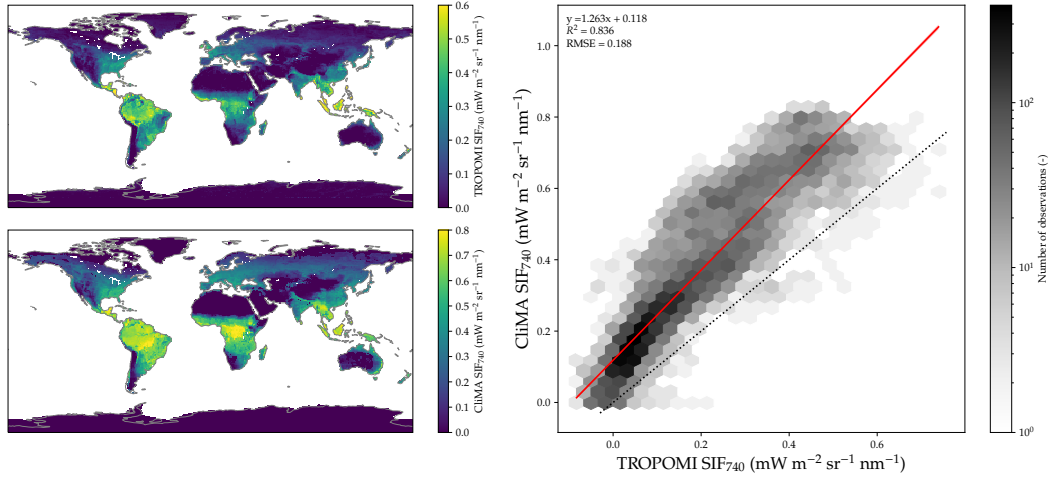 0.6
0.5
0.4
0.3
0.2
0.1
0.0
TROPOMI SIF₇₄₀ (mW m⁻² sr⁻¹ nm⁻¹)
0.8
0.7
0.6
0.5
0.4
0.3
0.2
0.1
0.0
CliMA SIF₇₄₀ (mW m⁻² sr⁻¹ nm⁻¹)
y =1.263x + 0.118
R² = 0.836
RMSE = 0.188
1.0
0.8
0.6
0.4
0.2
0.0
CliMA SIF₇₄₀ (mW m⁻² sr⁻¹ nm⁻¹)
0.0 0.2 0.4 0.6
TROPOMI SIF₇₄₀ (mW m⁻² sr⁻¹ nm⁻¹)
10²
10¹
10⁰
Number of observations (-)